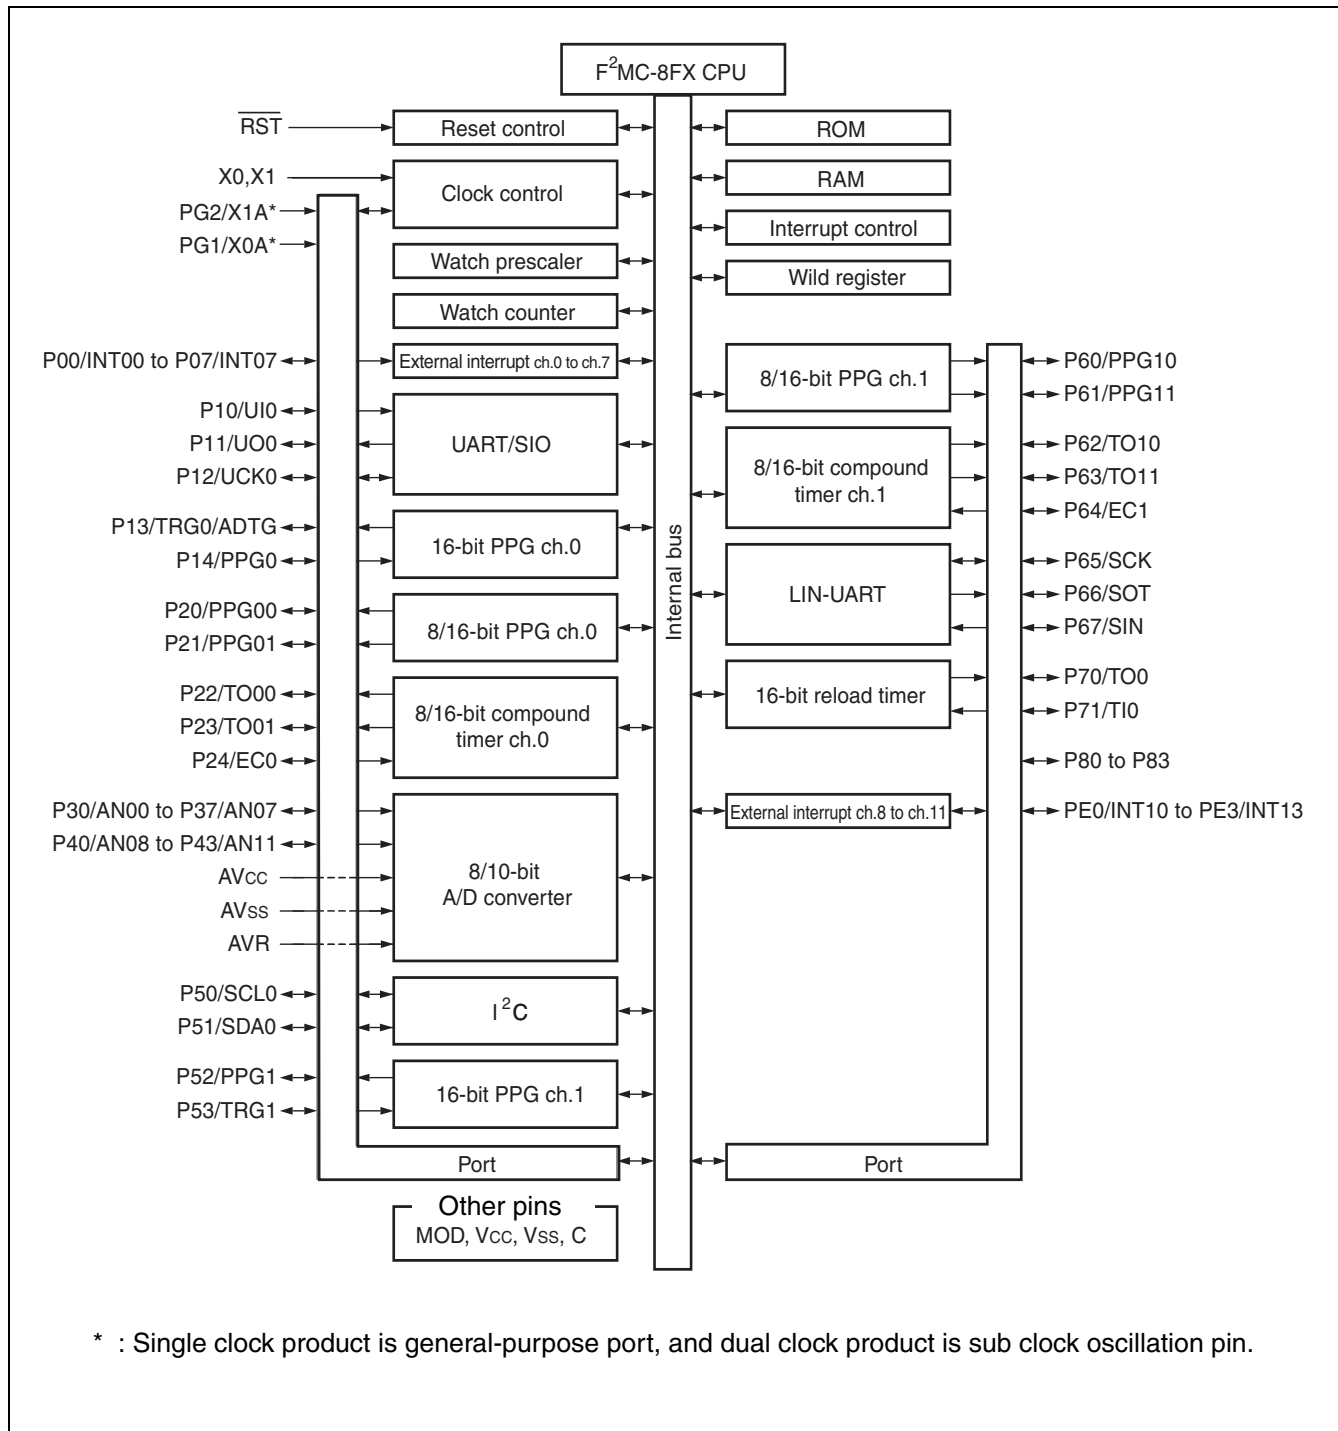 F²MC-8FX CPU
RST
Reset control
ROM
X0,X1
Clock control
RAM
PG2/X1A*
PG1/X0A*
Interrupt control
Watch prescaler
Wild register
Watch counter
P00/INT00 to P07/INT07
External interrupt ch.0 to ch.7
8/16-bit PPG ch.1
P60/PPG10
P61/PPG11
P10/UI0
P11/UO0
P12/UCK0
UART/SIO
8/16-bit compound
timer ch.1
P62/TO10
P63/TO11
P64/EC1
P13/TRG0/ADTG
P14/PPG0
16-bit PPG ch.0
Internal bus
LIN-UART
P65/SCK
P66/SOT
P67/SIN
P20/PPG00
P21/PPG01
8/16-bit PPG ch.0
P22/TO00
P23/TO01
P24/EC0
8/16-bit compound
timer ch.0
16-bit reload timer
P70/TO0
P71/TI0
P80 to P83
P30/AN00 to P37/AN07
P40/AN08 to P43/AN11
AVCC
AVSS
AVR
8/10-bit
A/D converter
External interrupt ch.8 to ch.11
PE0/INT10 to PE3/INT13
P50/SCL0
P51/SDA0
I²C
P52/PPG1
P53/TRG1
16-bit PPG ch.1
Port
Port
Other pins
MOD, VCC, VSS, C
* : Single clock product is general-purpose port, and dual clock product is sub clock oscillation pin.